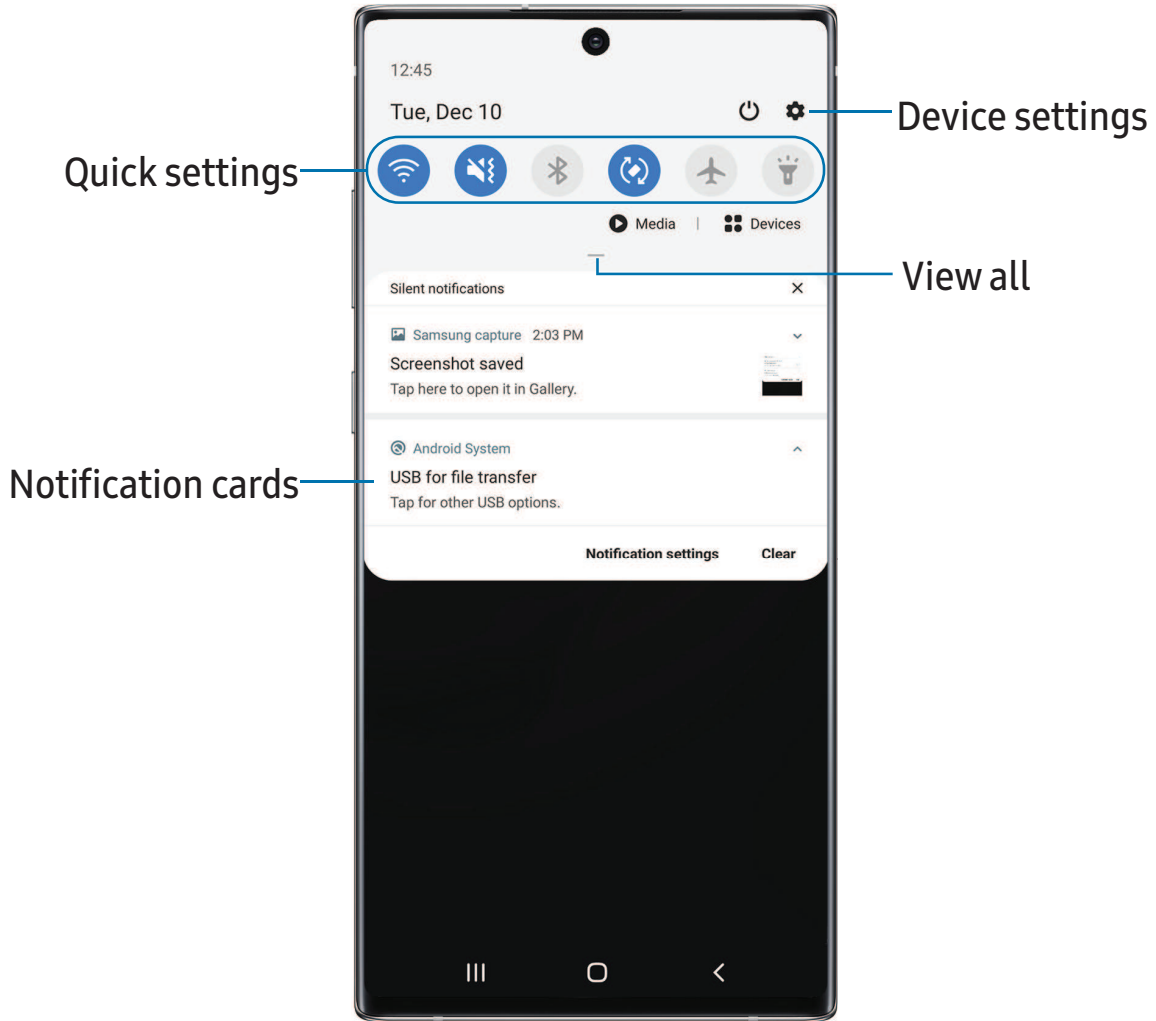 12:45
Tue, Dec 10
Device settings
Quick settings
Media | Devices
View all
Silent notifications
Samsung capture 2:03 PM
Screenshot saved
Tap here to open it in Gallery.
Android System
Notification cards
USB for file transfer
Tap for other USB options.
Notification settings Clear